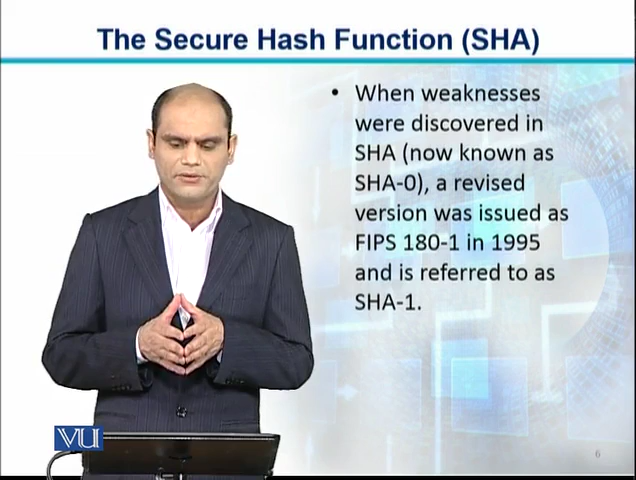 The Secure Hash Function (SHA)
• When weaknesses
were discovered in
SHA (now known as
SHA-0), a revised
version was issued as
FIPS 180-1 in 1995
and is referred to as
SHA-1.
VU
6